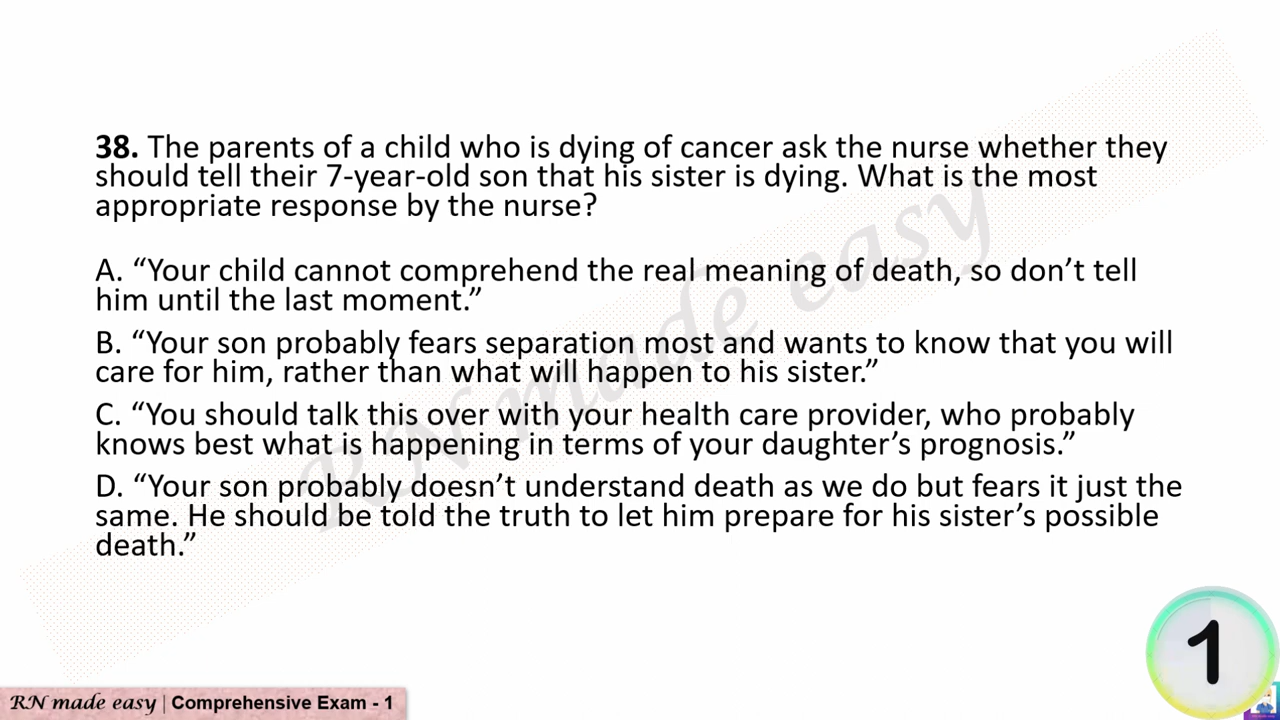 38. The parents of a child who is dying of cancer ask the nurse whether they
should tell their 7-year-old son that his sister is dying. What is the most
appropriate response by the nurse?
A. “Your child cannot comprehend the real meaning of death, so don’t tell
him until the last moment.”
B. “Your son probably fears separation most and wants to know that you will
care for him, rather than what will happen to his sister.”
C. “You should talk this over with your health care provider, who probably
knows best what is happening in terms of your daughter’s prognosis.”
D. “Your son probably doesn’t understand death as we do but fears it just the
same. He should be told the truth to let him prepare for his sister’s possible
death.”
RN made easy
1
RN made easy | Comprehensive Exam - 1